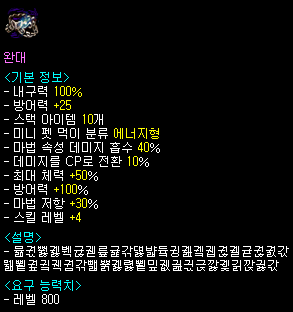 완대
<기본 정보>
- 내구력 100%
- 방어력 +25
- 스택 아이템 10개
- 미니 펫 먹이 분류 에너지형
- 마법 속성 데미지 흡수 40%
- 데미지를 CP로 전환 10%
- 최대 체력 +50%
- 방어력 +100%
- 마법 저항 +30%
- 스킬 레벨 +4
<설명>
-
<요구 능력치>
- 레벨 800